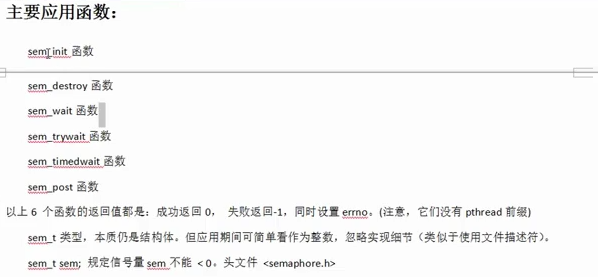 主要应用函数：
sem_init 函数
sem_destroy 函数
sem_wait 函数
sem_trywait 函数
sem_timedwait 函数
sem_post 函数
以上 6 个函数的返回值都是：成功返回 0， 失败返回-1，同时设置 errno。(注意，它们没有 pthread 前缀)
sem_t 类型，本质仍是结构体。但应用期间可简单看作为整数，忽略实现细节（类似于使用文件描述符）。
sem_t sem; 规定信号量 sem 不能 < 0。头文件 <semaphore.h>